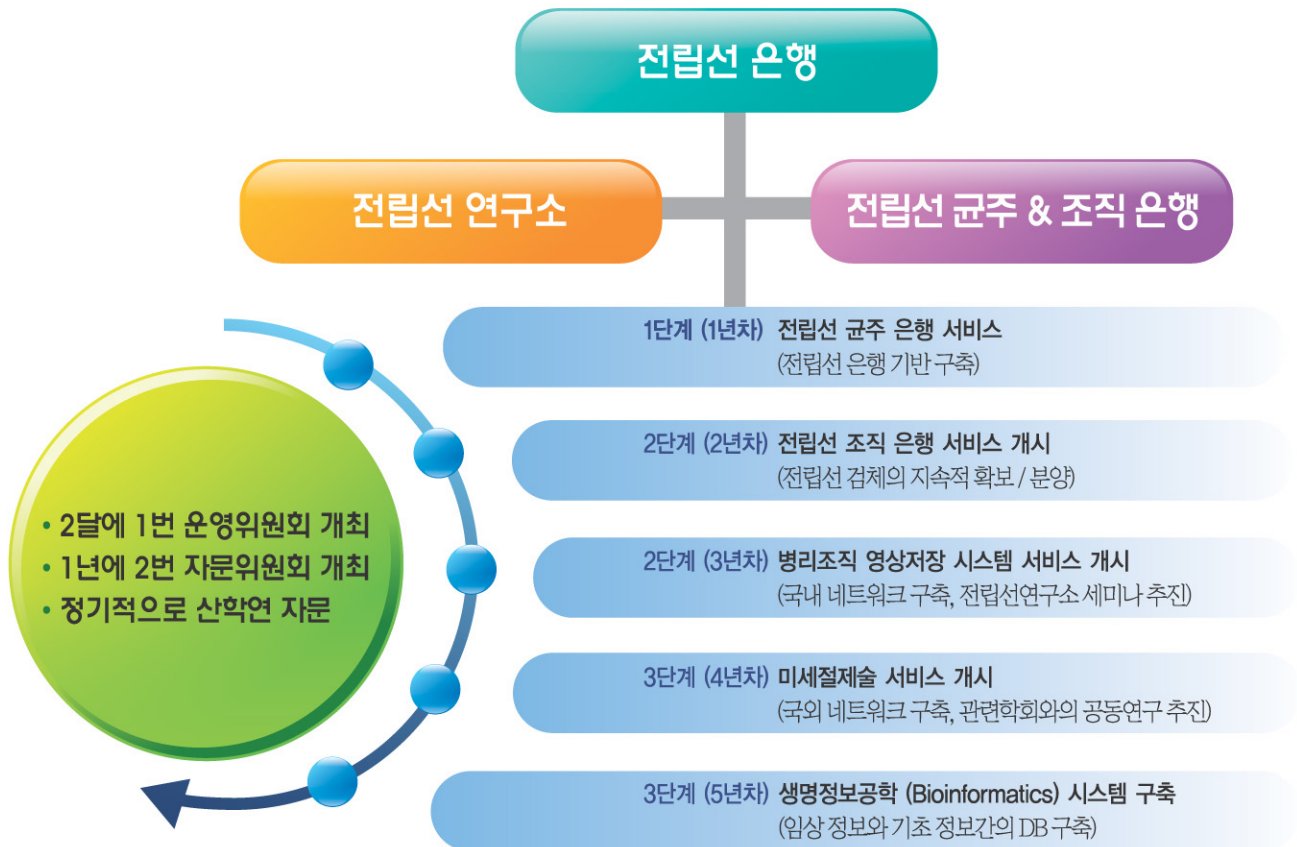 전립선 은행
전립선 연구소
전립선 균주 & 조직 은행
1단계 (1년차) 전립선 균주 은행 서비스
(전립선 은행 기반 구축)
2단계 (2년차) 전립선 조직 은행 서비스 개시
(전립선 검체의 지속적 확보 / 분양)
2단계 (3년차) 병리조직 영상저장 시스템 서비스 개시
(국내 네트워크 구축, 전립선연구소 세미나 추진)
3단계 (4년차) 미세절제술 서비스 개시
(국외 네트워크 구축, 관련학회와의 공동연구 추진)
3단계 (5년차) 생명정보공학 (Bioinformatics) 시스템 구축
(임상 정보와 기초 정보간의 DB 구축)
• 2달에 1번 운영위원회 개최
• 1년에 2번 자문위원회 개최
• 정기적으로 산학연 자문